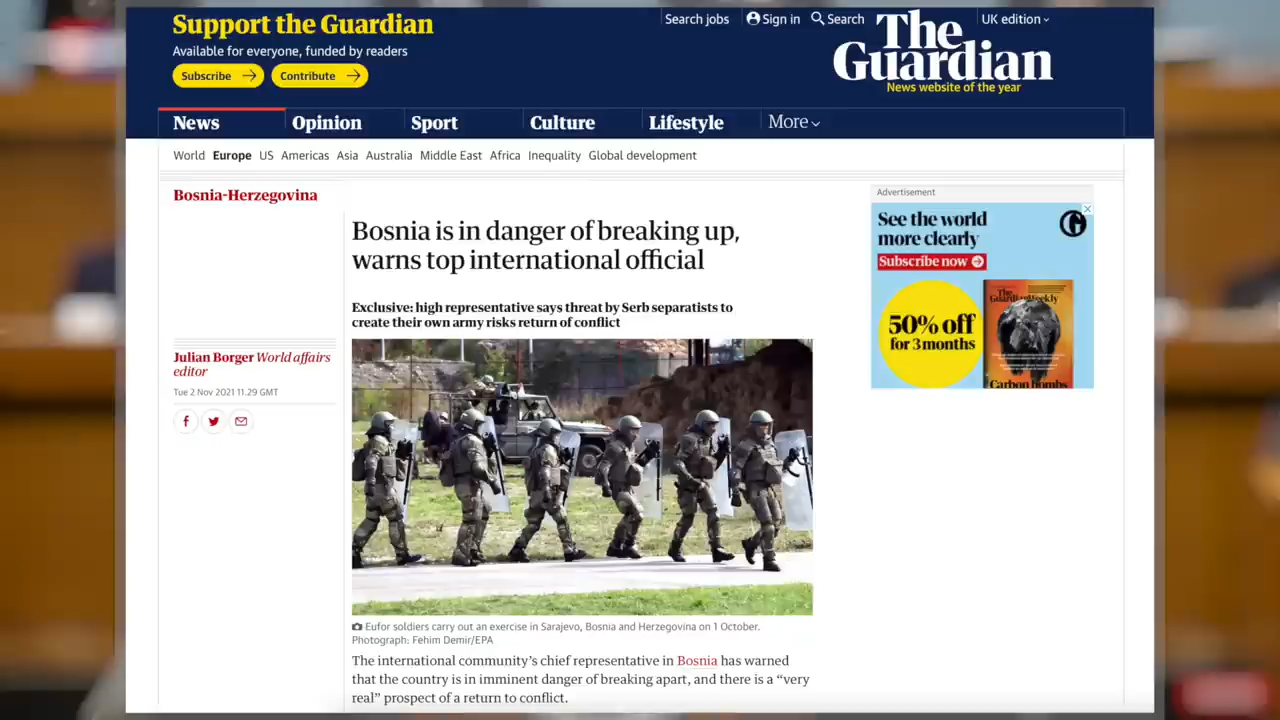 Support the Guardian
Available for everyone, funded by readers
Subscribe
Contribute
Search jobs
Sign in
Search
UK edition
The
Guardian
News website of the year
News
Opinion
Sport
Culture
Lifestyle
More
World Europe US Americas Asia Australia Middle East Africa Inequality Global development
Bosnia-Herzegovina
Bosnia is in danger of breaking up,
warns top international official
Exclusive: high representative says threat by Serb separatists to
create their own army risks return of conflict
Julian Borger World affairs
editor
Tue 2 Nov 2021 11.29 GMT
Eufor soldiers carry out an exercise in Sarajevo, Bosnia and Herzegovina on 1 October.
Photograph: Fehim Demir/EPA
The international community’s chief representative in Bosnia has warned
that the country is in imminent danger of breaking apart, and there is a “very
real” prospect of a return to conflict.
Advertisement
See the world
more clearly
Subscribe now
50% off
for 3 months
The
Guardian Weekly
Carbon bombs